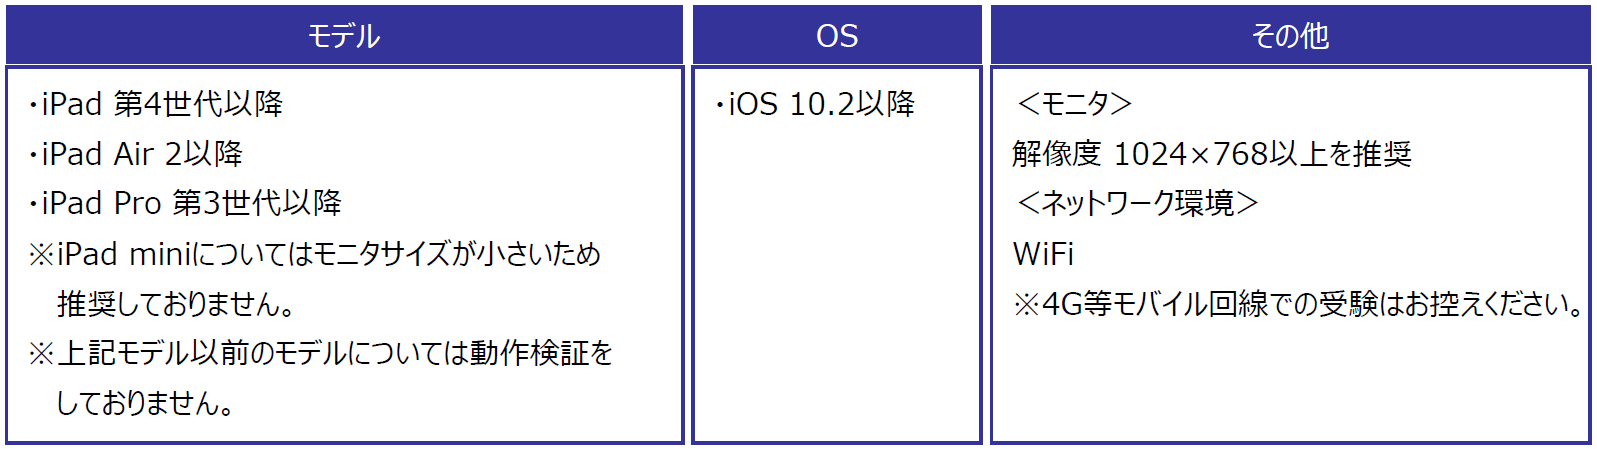 モデル
OS
その他
・iPad 第4世代以降
・iPad Air 2以降
・iPad Pro 第3世代以降
※iPad miniについてはモニタサイズが小さいため
推奨しておりません。
※上記モデル以前のモデルについては動作検証を
しておりません。
・iOS 10.2以降
＜モニタ＞
解像度 1024×768以上を推奨
＜ネットワーク環境＞
WiFi
※4G等モバイル回線での受験はお控えください。